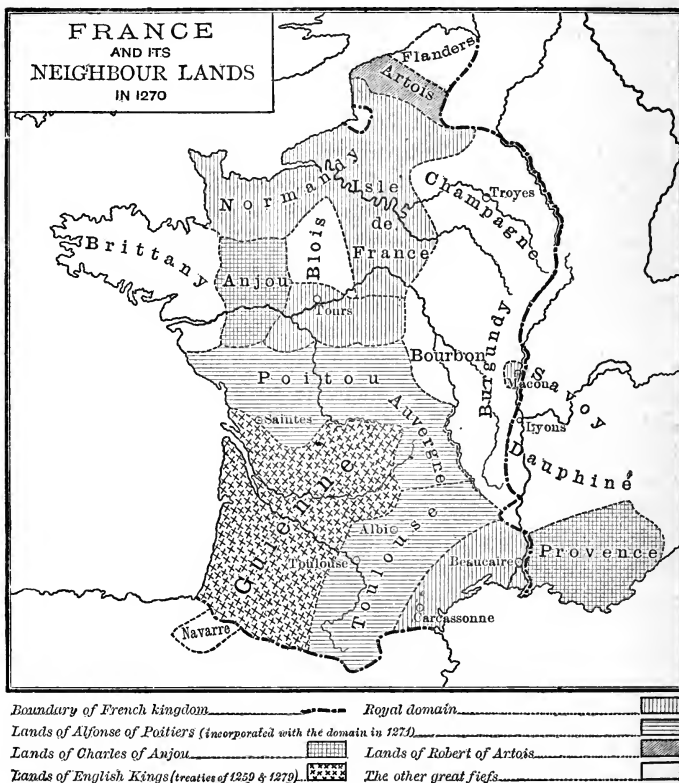 FRANCE
AND ITS
NEIGHBOUR LANDS
IN 1270
Flanders
Artois
Normandy
Isle
de
France
Champagne
Troyes
Brittany
Anjou
Blois
Tours
Bourbon
Burgundy
Macon
Savoy
Poitou
Saintes
Auvergne
Lyons
Dauphiné
Guienne
Albi
Toulouse
Toulouse
Beaucaire
Provence
Carcassonne
Navarre
Boundary of French kingdom
Royal domain
Lands of Alfonse of Poitiers (incorporated with the domain in 1271)
Lands of Charles of Anjou
Lands of Robert of Artois
Lands of English Kings (treaties of 1259 & 1279)
The other great fiefs